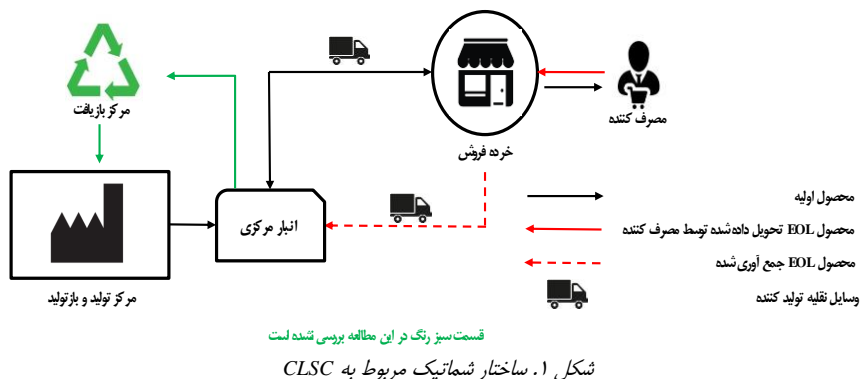 مرکز بازیافت
مصرف کننده
خرده فروش
انبار مرکزی
مرکز تولید و بازتولید
محصول اولیه
محصول EOL تحویل داده شده توسط مصرف کننده
محصول EOL جمع آوری شده
وسایل نقلیه تولید کننده
قسمت سبز رنگ در این مطالعه بررسی نشده است
شکل ۱. ساختار شماتیک مربوط به CLSC